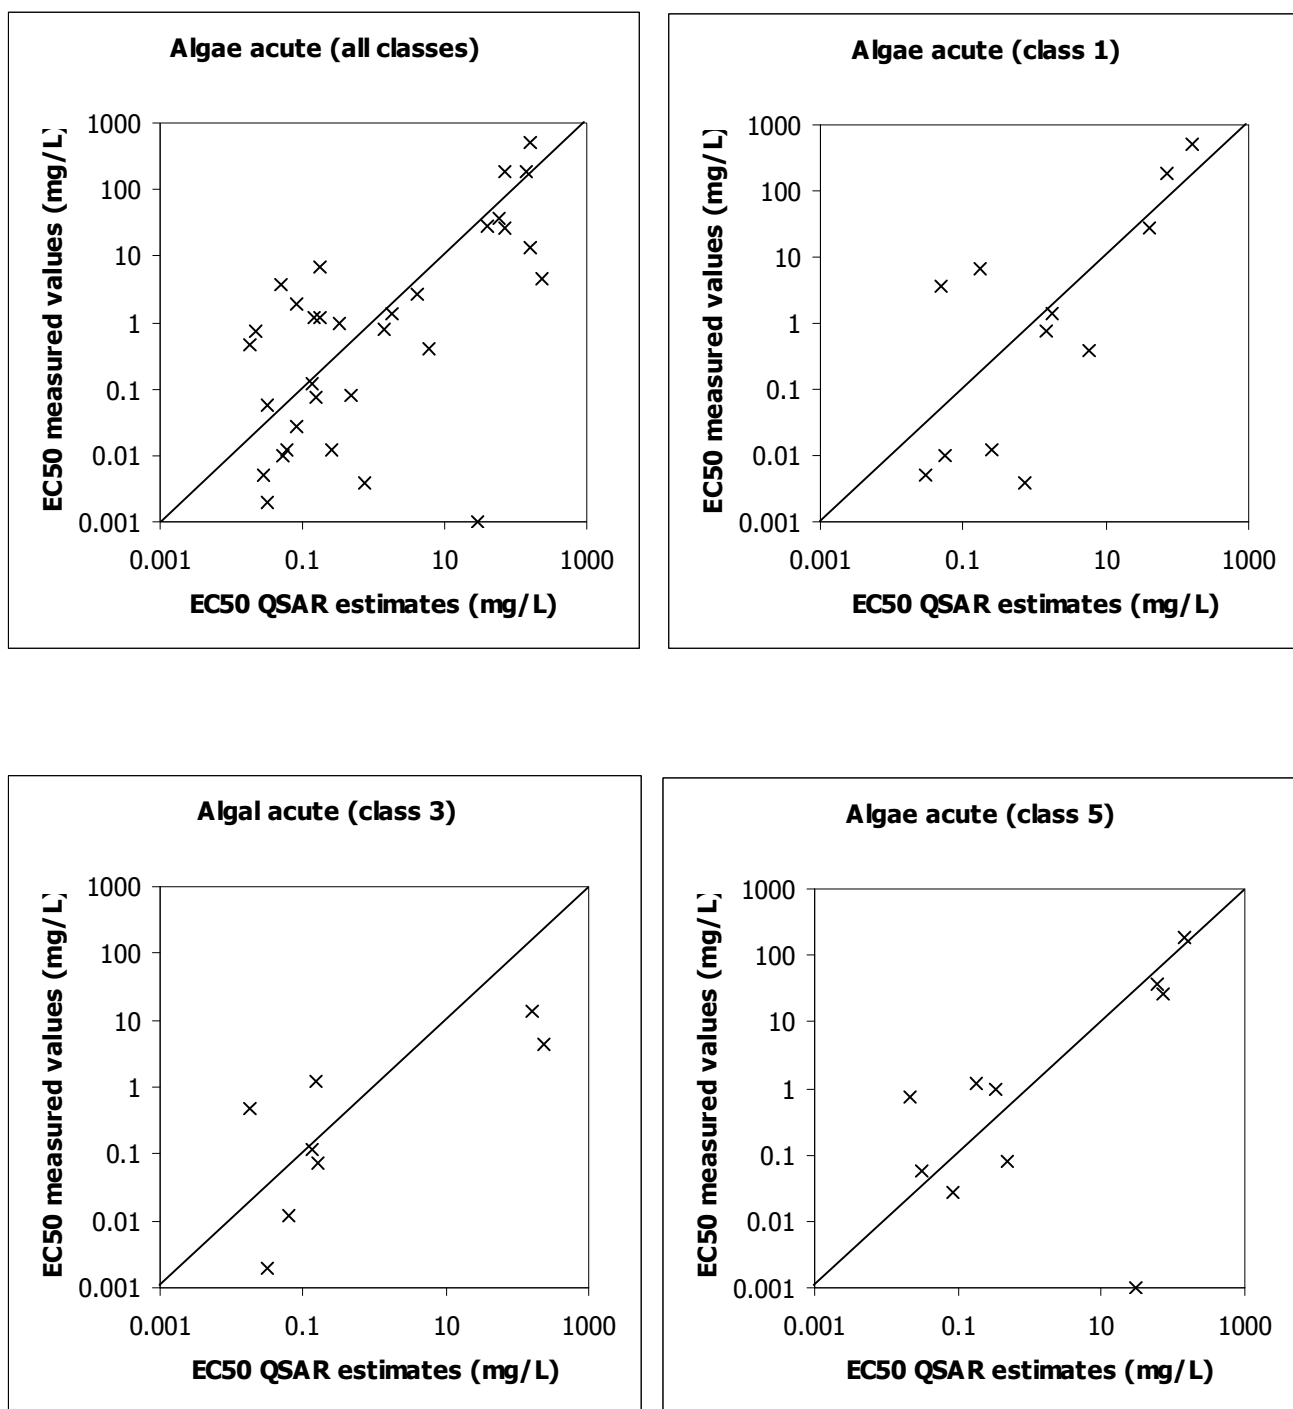 Algae acute (all classes)
EC50 measured values (mg/L)
1000
100
10
1
0.1
0.01
0.001
0.001 0.1 10 1000
EC50 QSAR estimates (mg/L)
Algae acute (class 1)
EC50 measured values (mg/L)
1000
100
10
1
0.1
0.01
0.001
0.001 0.1 10 1000
EC50 QSAR estimates (mg/L)
Algal acute (class 3)
EC50 measured values (mg/L)
1000
100
10
1
0.1
0.01
0.001
0.001 0.1 10 1000
EC50 QSAR estimates (mg/L)
Algae acute (class 5)
EC50 measured values (mg/L)
1000
100
10
1
0.1
0.01
0.001
0.001 0.1 10 1000
EC50 QSAR estimates (mg/L)